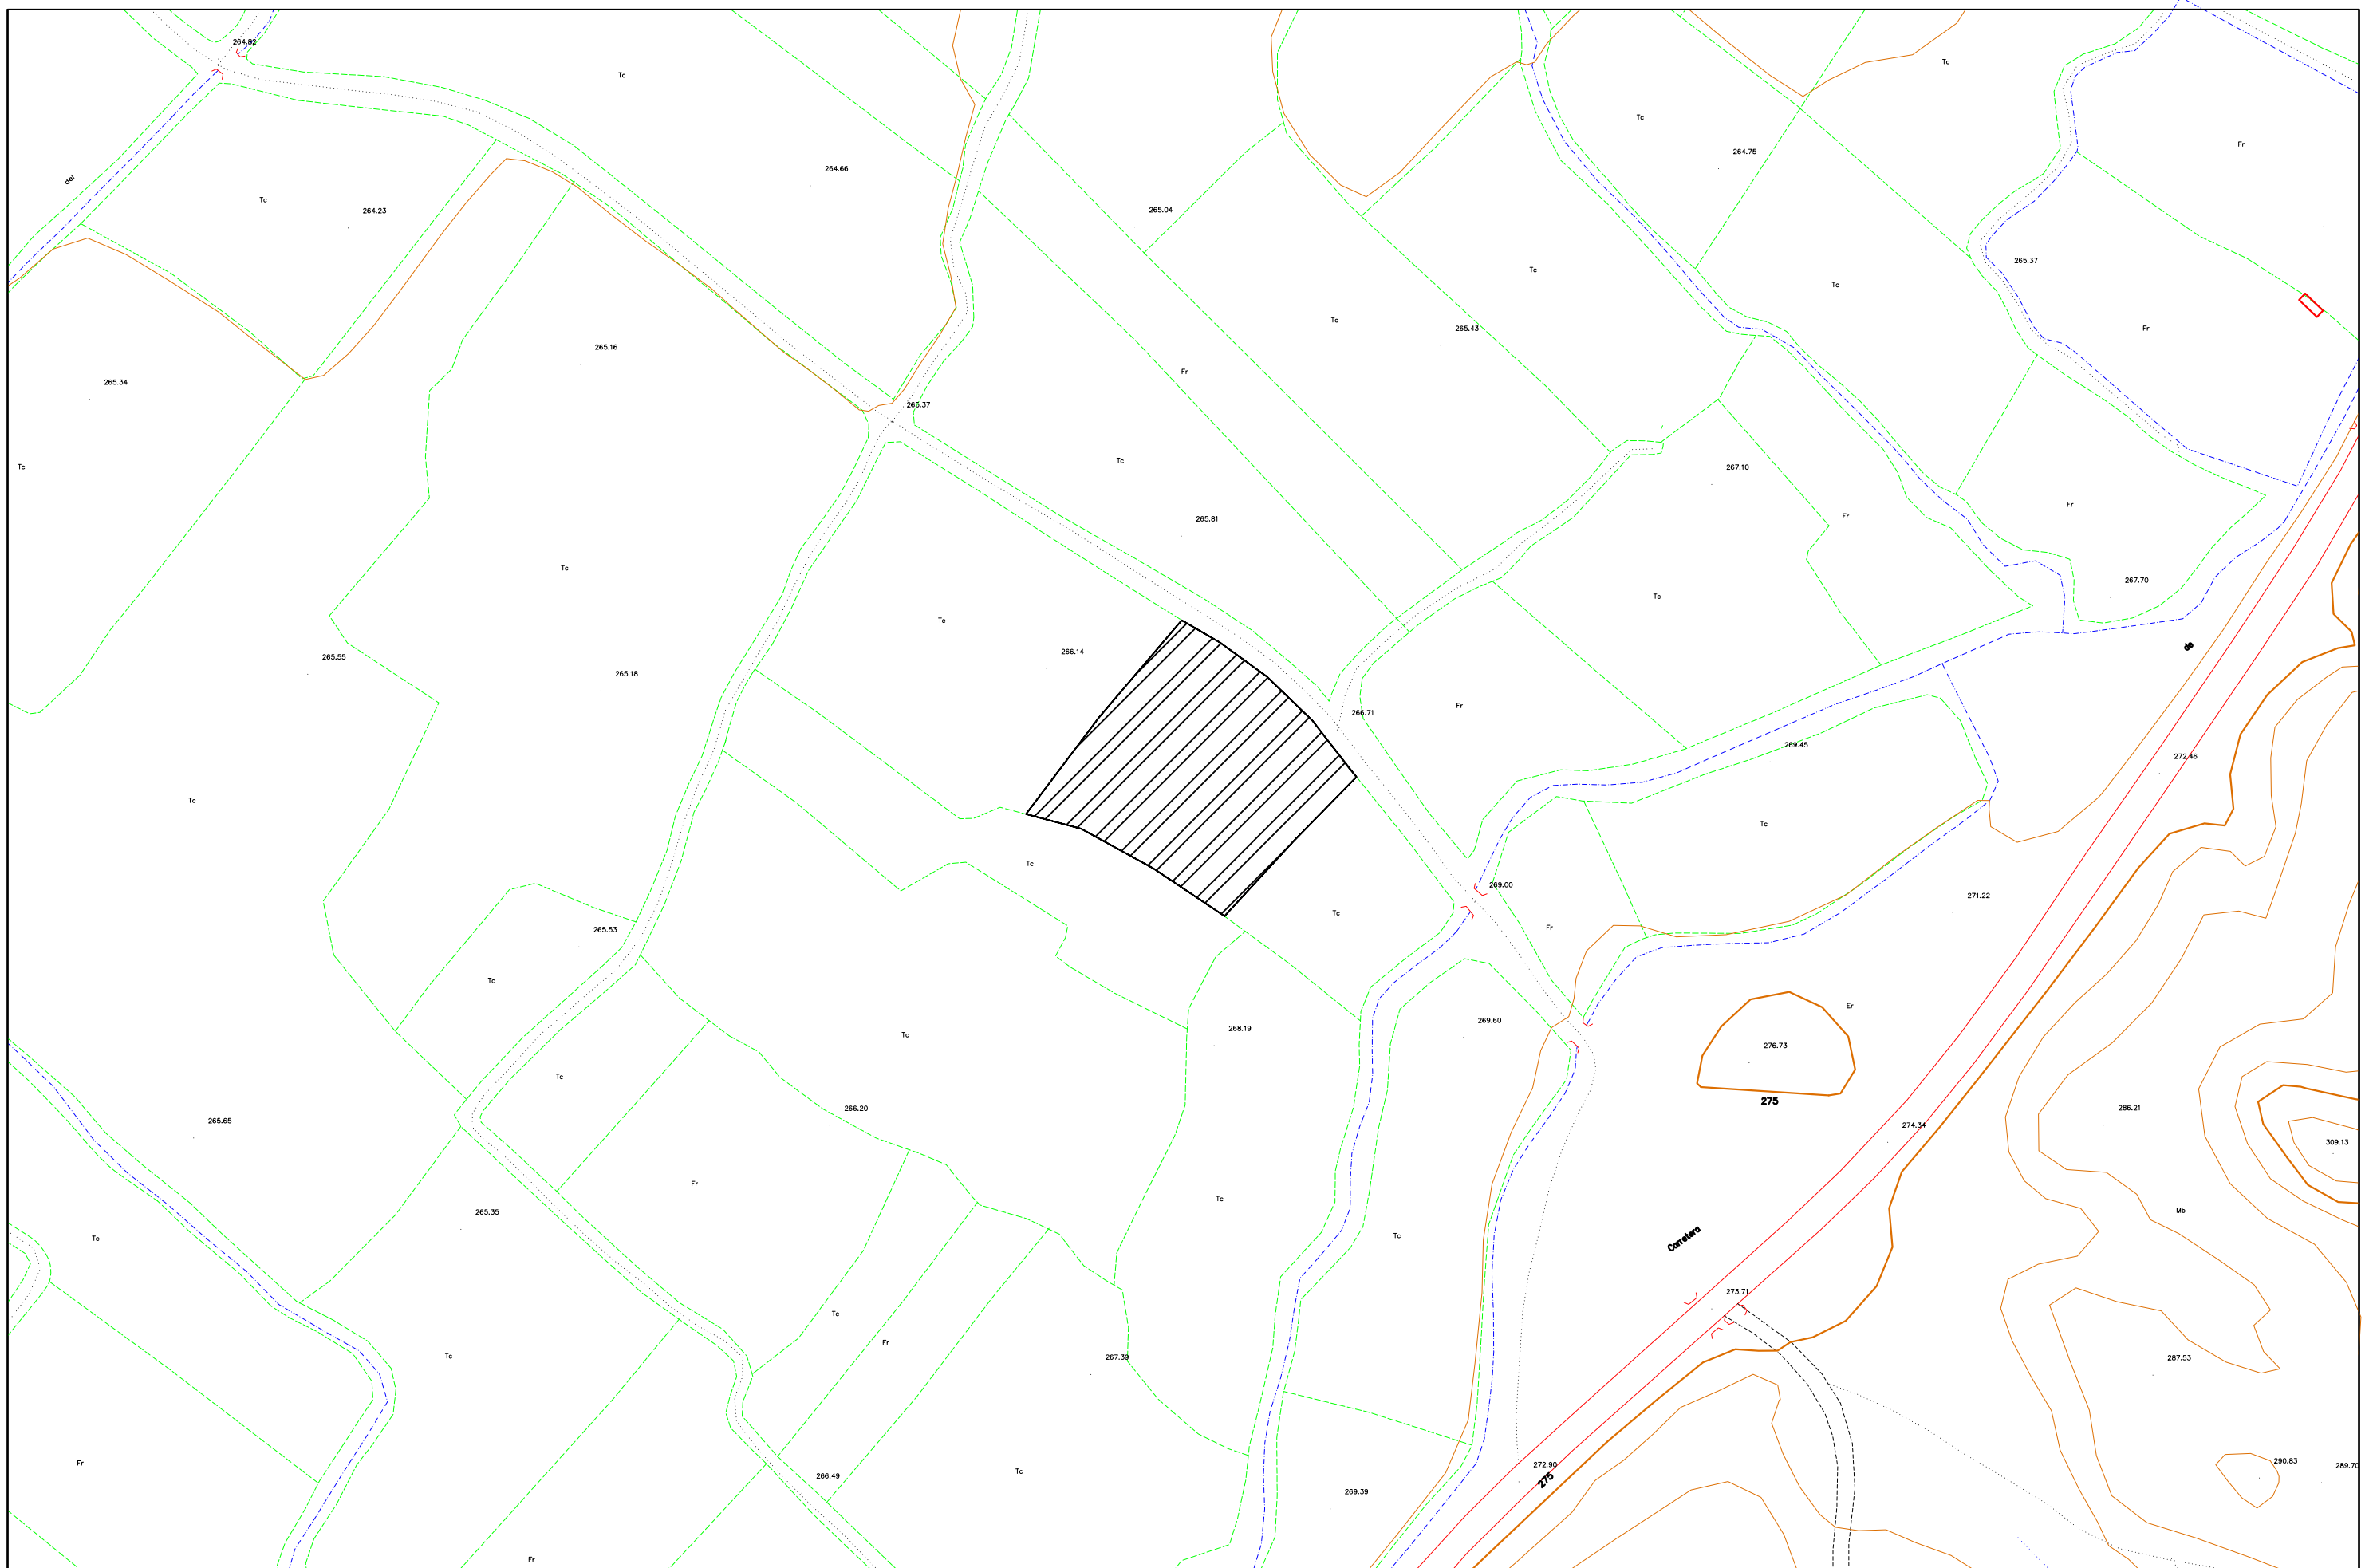 264.82
Tc
Tc
Tc
264.75
Fr
264.66
del
Tc
264.23
265.04
265.37
Tc
Tc
Tc
Fr
265.43
265.16
Fr
265.34
265.37
Tc
Tc
267.10
Fr
Fr
265.81
Tc
267.70
Tc
Tc
266.14
de
265.55
265.18
Fr
266.71
269.45
272.46
Tc
Tc
Tc
269.00
271.22
Tc
Fr
265.53
Tc
Er
269.60
268.19
Tc
276.73
Tc
275
266.20
286.21
265.65
274.34
309.13
Fr
Tc
265.35
Mb
Tc
Tc
Carretera
273.71
Tc
Fr
Tc
267.39
287.53
Fr
272.90
290.83
289.70
Tc
266.49
275
269.39
Fr